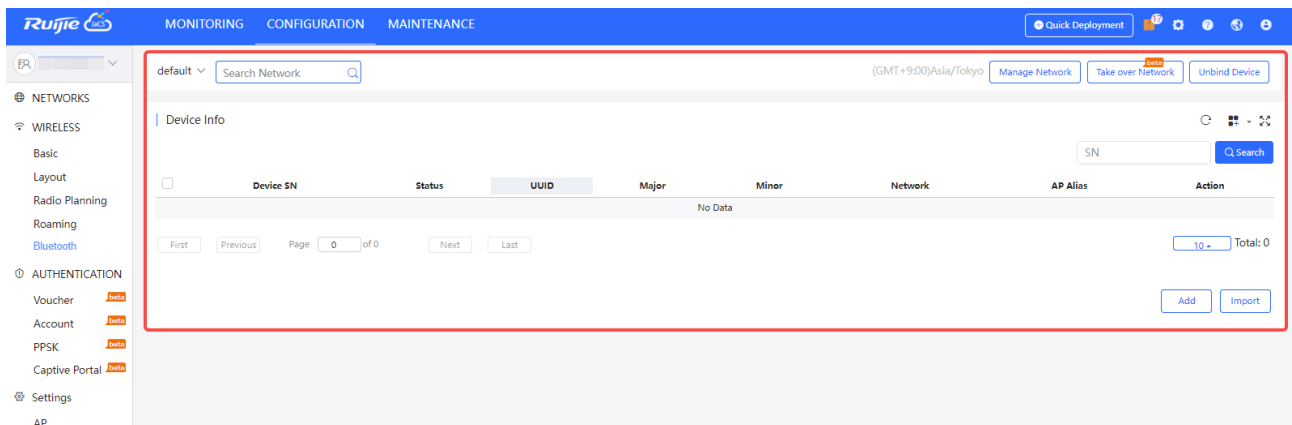 Ruijie JaCS MONITORING CONFIGURATION MAINTENANCE Quick Deployment 17
ER
default Search Network (GMT+9:00)Asia/Tokyo Manage Network Take over Network beta Unbind Device
NETWORKS
WIRELESS
Basic
Layout
Radio Planning
Roaming
Bluetooth
AUTHENTICATION
Voucher beta
Account beta
PPSK beta
Captive Portal beta
Settings
AP
Device Info
SN Search
Device SN Status UUID Major Minor Network AP Alias Action
No Data
First Previous Page 0 of 0 Next Last 10 Total: 0
Add Import